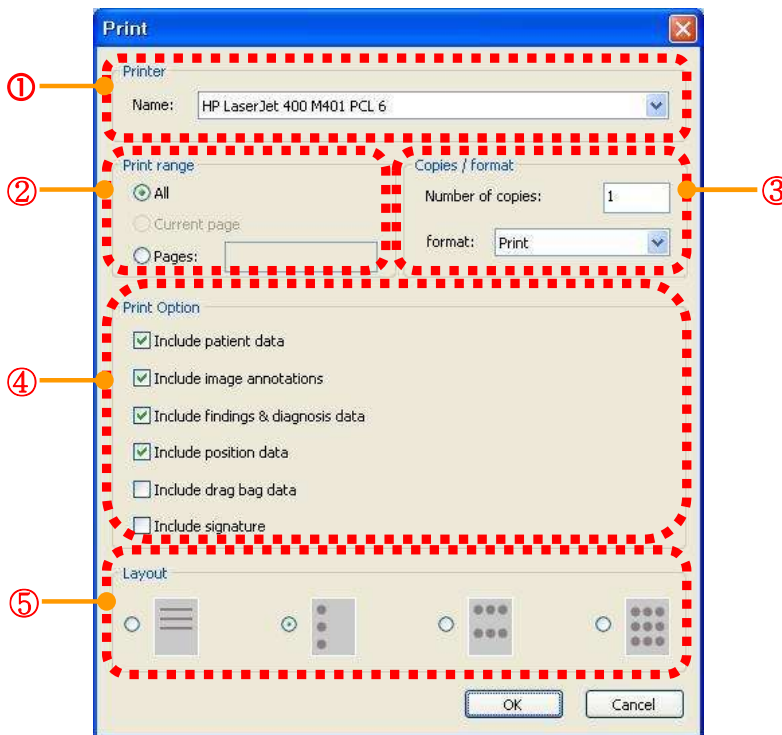 Print
①
Printer
Name: HP LaserJet 400 M401 PCL 6
②
Print range
All
Current page
Pages:
③
Copies / format
Number of copies: 1
format: Print
④
Print Option
Include patient data
Include image annotations
Include findings & diagnosis data
Include position data
Include drag bag data
Include signature
⑤
Layout
OK Cancel